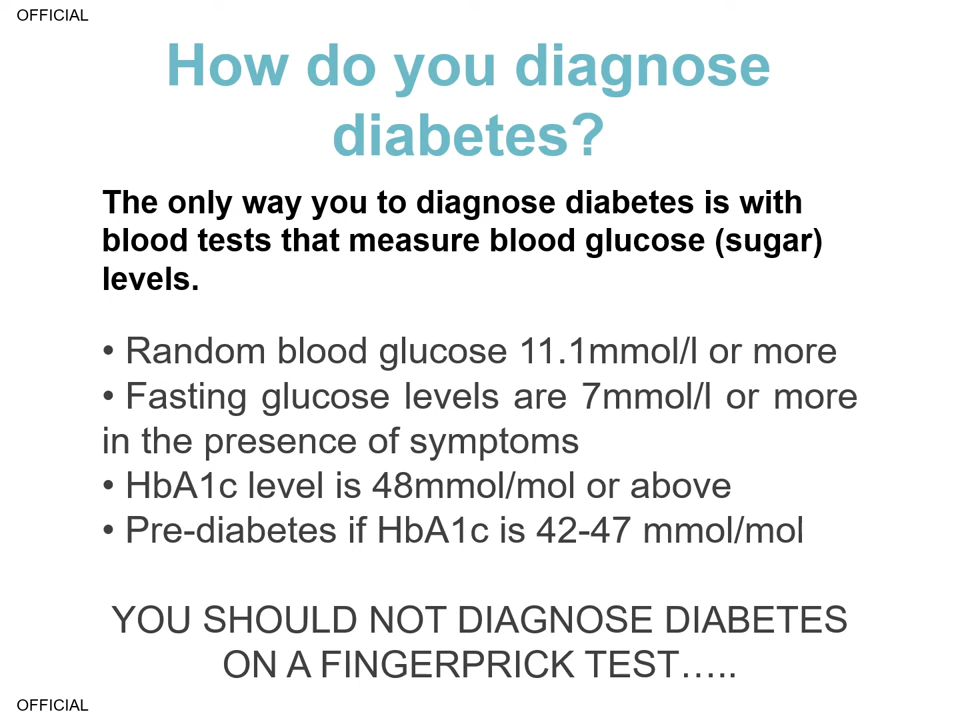 OFFICIAL
How do you diagnose
diabetes?
The only way you to diagnose diabetes is with
blood tests that measure blood glucose (sugar)
levels.
• Random blood glucose 11.1mmol/l or more
• Fasting glucose levels are 7mmol/l or more
in the presence of symptoms
• HbA1c level is 48mmol/mol or above
• Pre-diabetes if HbA1c is 42-47 mmol/mol
YOU SHOULD NOT DIAGNOSE DIABETES
ON A FINGERPRICK TEST…..
OFFICIAL